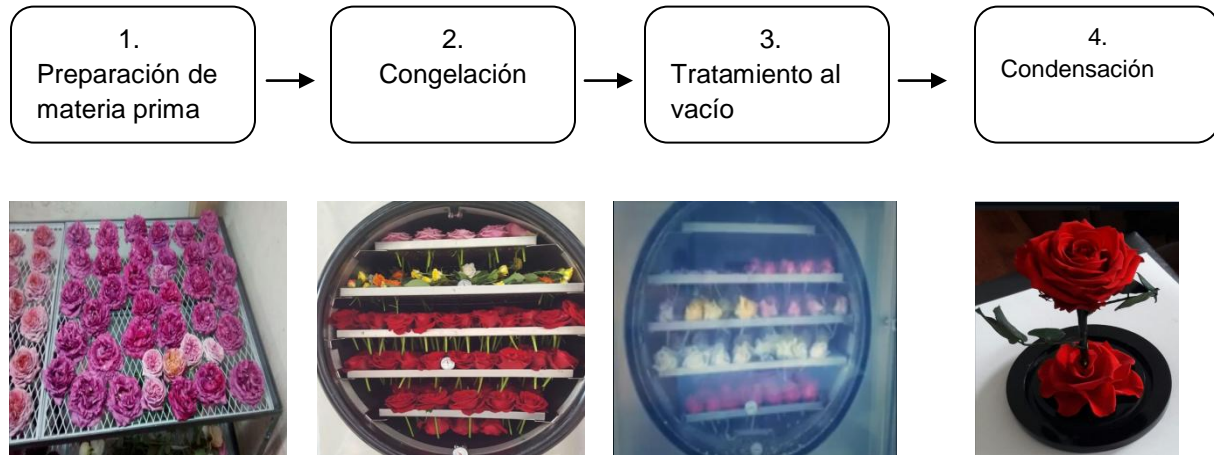 1.
Preparación de
materia prima
2.
Congelación
3.
Tratamiento al
vacío
4.
Condensación